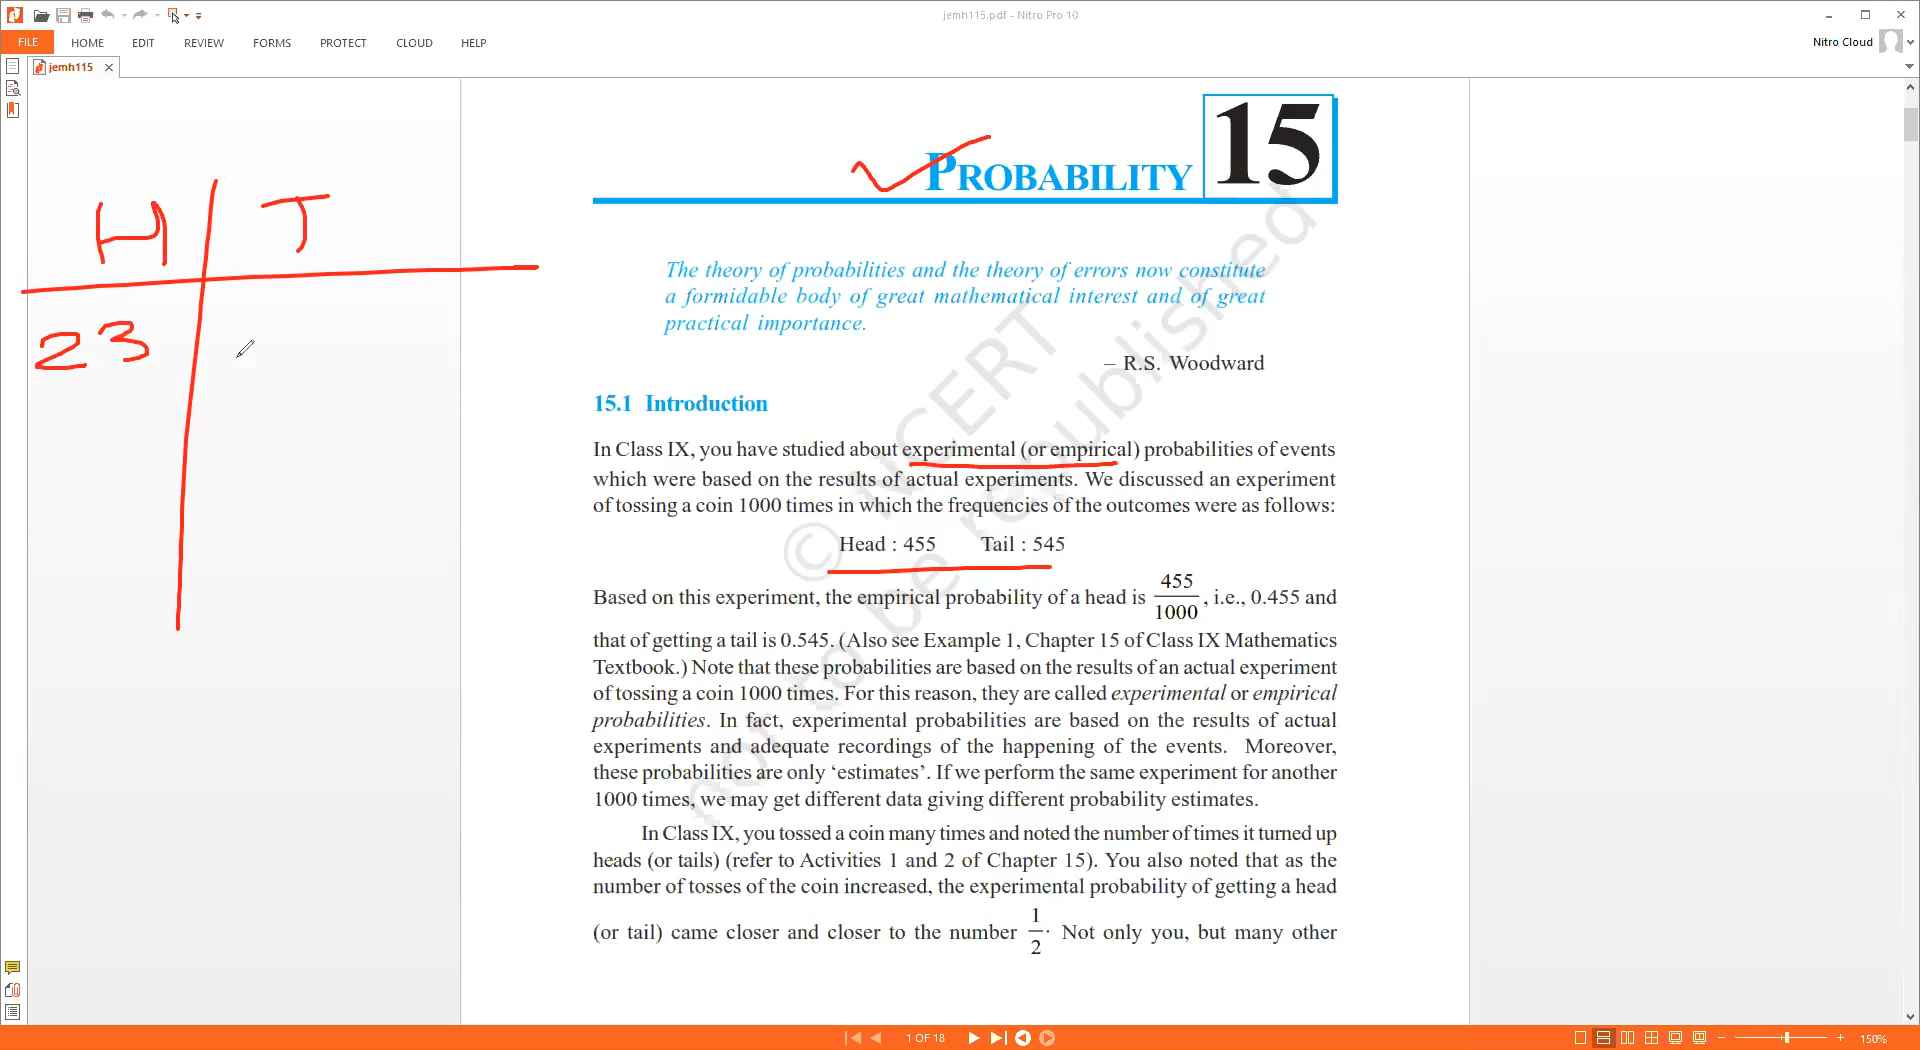 jemh115.pdf - Nitro Pro 10
FILE HOME EDIT REVIEW FORMS PROTECT CLOUD HELP
Nitro Cloud
jemh115
H T
23
PROBABILITY 15
The theory of probabilities and the theory of errors now constitute
a formidable body of great mathematical interest and of great
practical importance.
– R.S. Woodward
15.1 Introduction
In Class IX, you have studied about experimental (or empirical) probabilities of events
which were based on the results of actual experiments. We discussed an experiment
of tossing a coin 1000 times in which the frequencies of the outcomes were as follows:
Head : 455 Tail : 545
Based on this experiment, the empirical probability of a head is 455/1000, i.e., 0.455 and
that of getting a tail is 0.545. (Also see Example 1, Chapter 15 of Class IX Mathematics
Textbook.) Note that these probabilities are based on the results of an actual experiment
of tossing a coin 1000 times. For this reason, they are called experimental or empirical
probabilities. In fact, experimental probabilities are based on the results of actual
experiments and adequate recordings of the happening of the events. Moreover,
these probabilities are only ‘estimates’. If we perform the same experiment for another
1000 times, we may get different data giving different probability estimates.
In Class IX, you tossed a coin many times and noted the number of times it turned up
heads (or tails) (refer to Activities 1 and 2 of Chapter 15). You also noted that as the
number of tosses of the coin increased, the experimental probability of getting a head
(or tail) came closer and closer to the number 1/2. Not only you, but many other
© NCERT
not to be republished
1 OF 18
150%